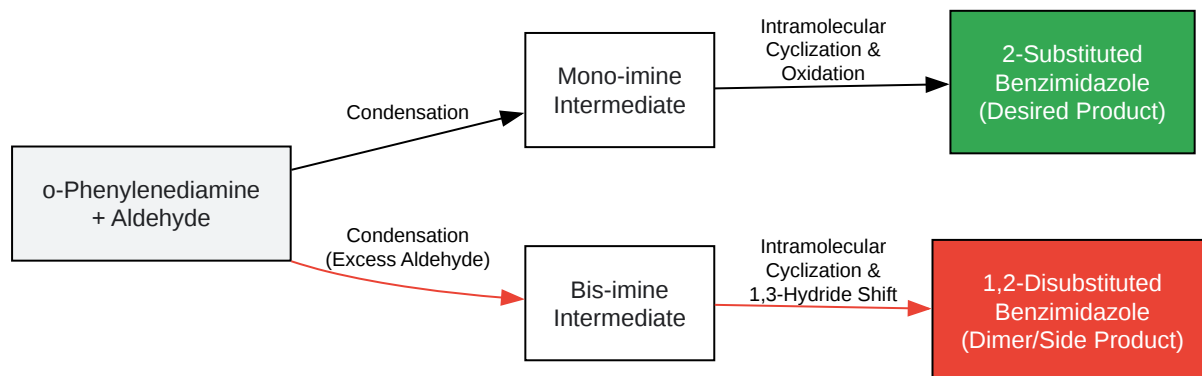 o-Phenylenediamine
+ Aldehyde
Condensation
Mono-imine
Intermediate
Intramolecular
Cyclization &
Oxidation
2-Substituted
Benzimidazole
(Desired Product)
Condensation
(Excess Aldehyde)
Bis-imine
Intermediate
Intramolecular
Cyclization &
1,3-Hydride Shift
1,2-Disubstituted
Benzimidazole
(Dimer/Side Product)